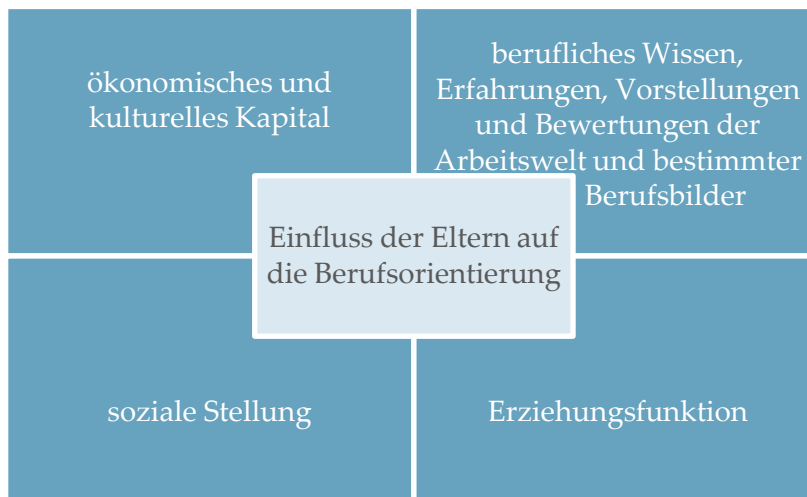 ökonomisches und
kulturelles Kapital
berufliches Wissen,
Erfahrungen, Vorstellungen
und Bewertungen der
Arbeitswelt und bestimmter
Berufsbilder
Einfluss der Eltern auf
die Berufsorientierung
soziale Stellung
Erziehungsfunktion